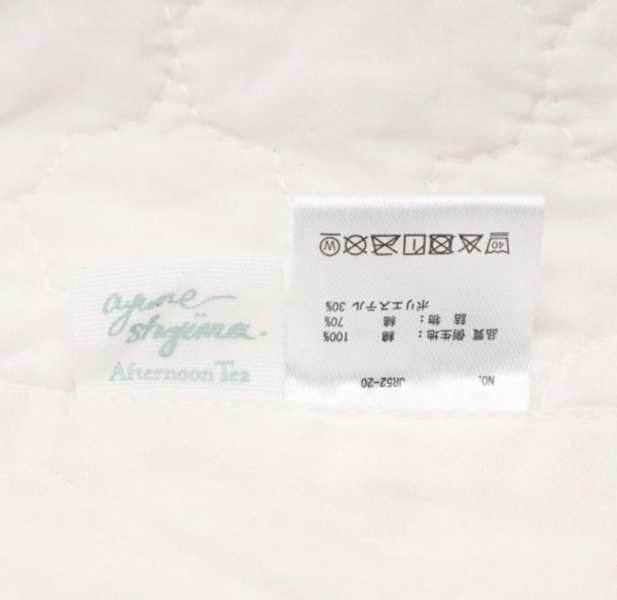 Afternoon Tea
NO. JR52-20
品質 側生地: 綿 100%
詰 物: 綿 70%
ポリエステル 30%
40 W